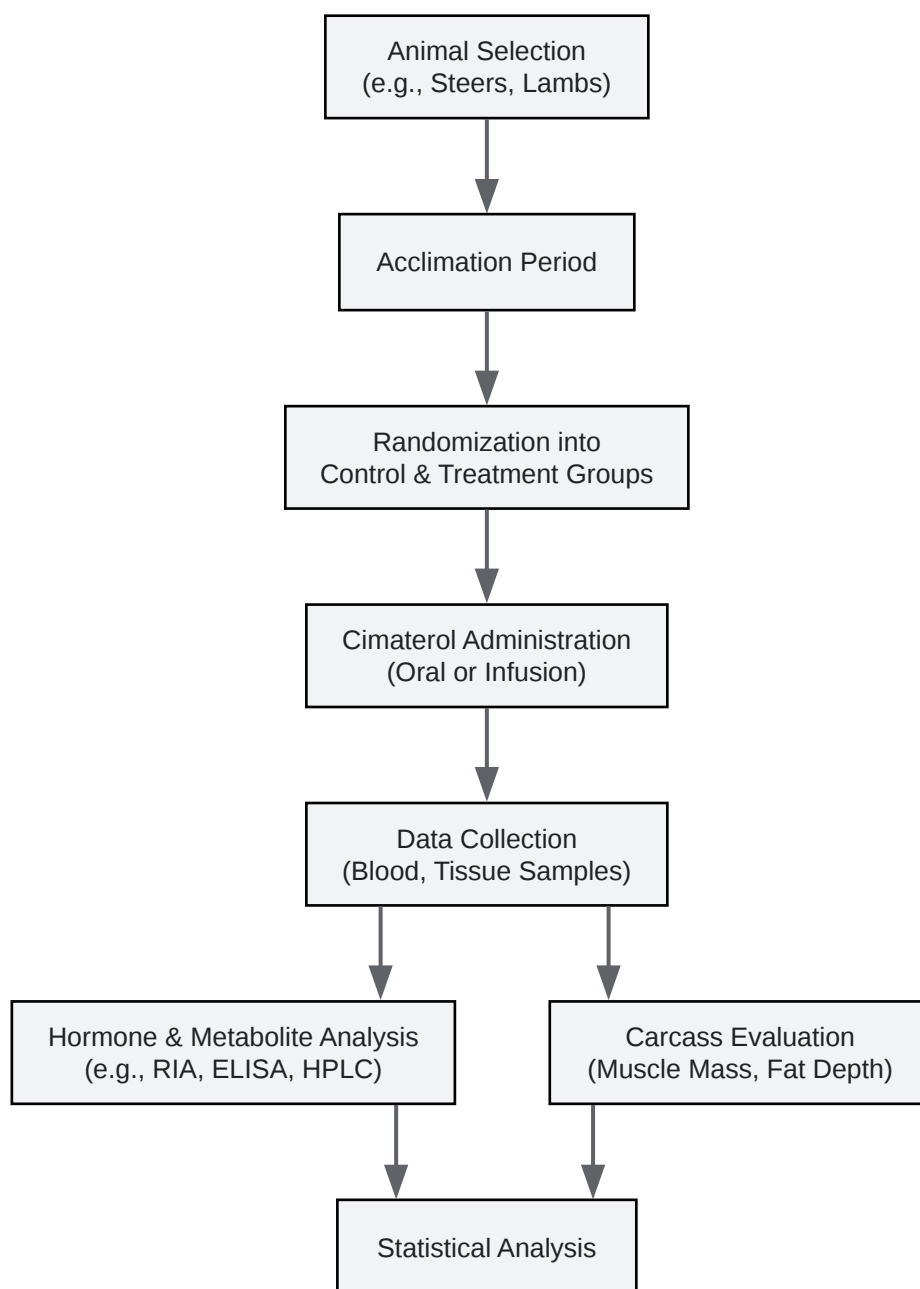 Animal Selection
(e.g., Steers, Lambs)
Acclimation Period
Randomization into
Control & Treatment Groups
Cimaterol Administration
(Oral or Infusion)
Data Collection
(Blood, Tissue Samples)
Hormone & Metabolite Analysis
(e.g., RIA, ELISA, HPLC)
Carcass Evaluation
(Muscle Mass, Fat Depth)
Statistical Analysis